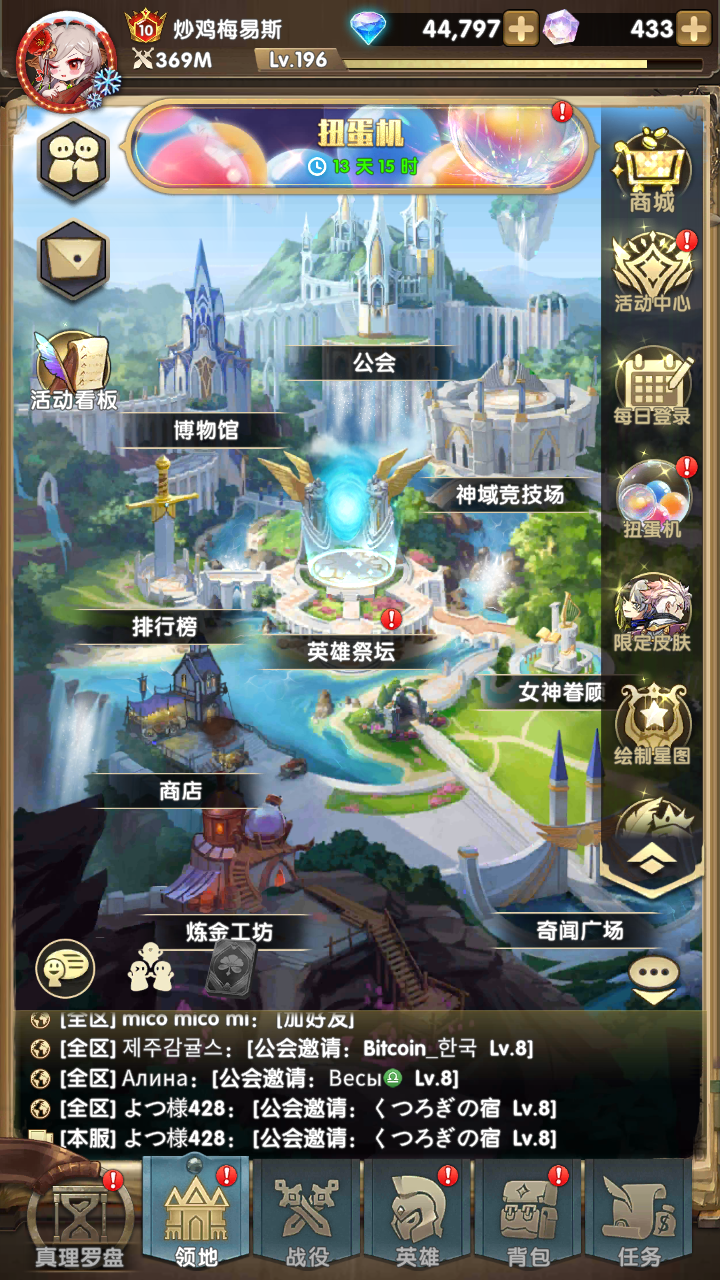 10 炒鸡梅易斯 44,797 433
369M Lv.196
扭蛋机
13 天 15 时
商城
活动中心
公会
活动看板
每日登录
博物馆
神域竞技场
扭蛋机
排行榜
英雄祭坛
限定皮肤
女神眷顾
绘制星图
商店
炼金工坊
奇闻广场
[全区] mico mico mi： [加好友]
[全区] 제주감귤스： [公会邀请： Bitcoin_한국 Lv.8]
[全区] Алина： [公会邀请： Весы♎ Lv.8]
[全区] よつ様428： [公会邀请： くつろぎの宿 Lv.8]
[本服] よつ様428： [公会邀请： くつろぎの宿 Lv.8]
真理罗盘 领地 战役 英雄 背包 任务